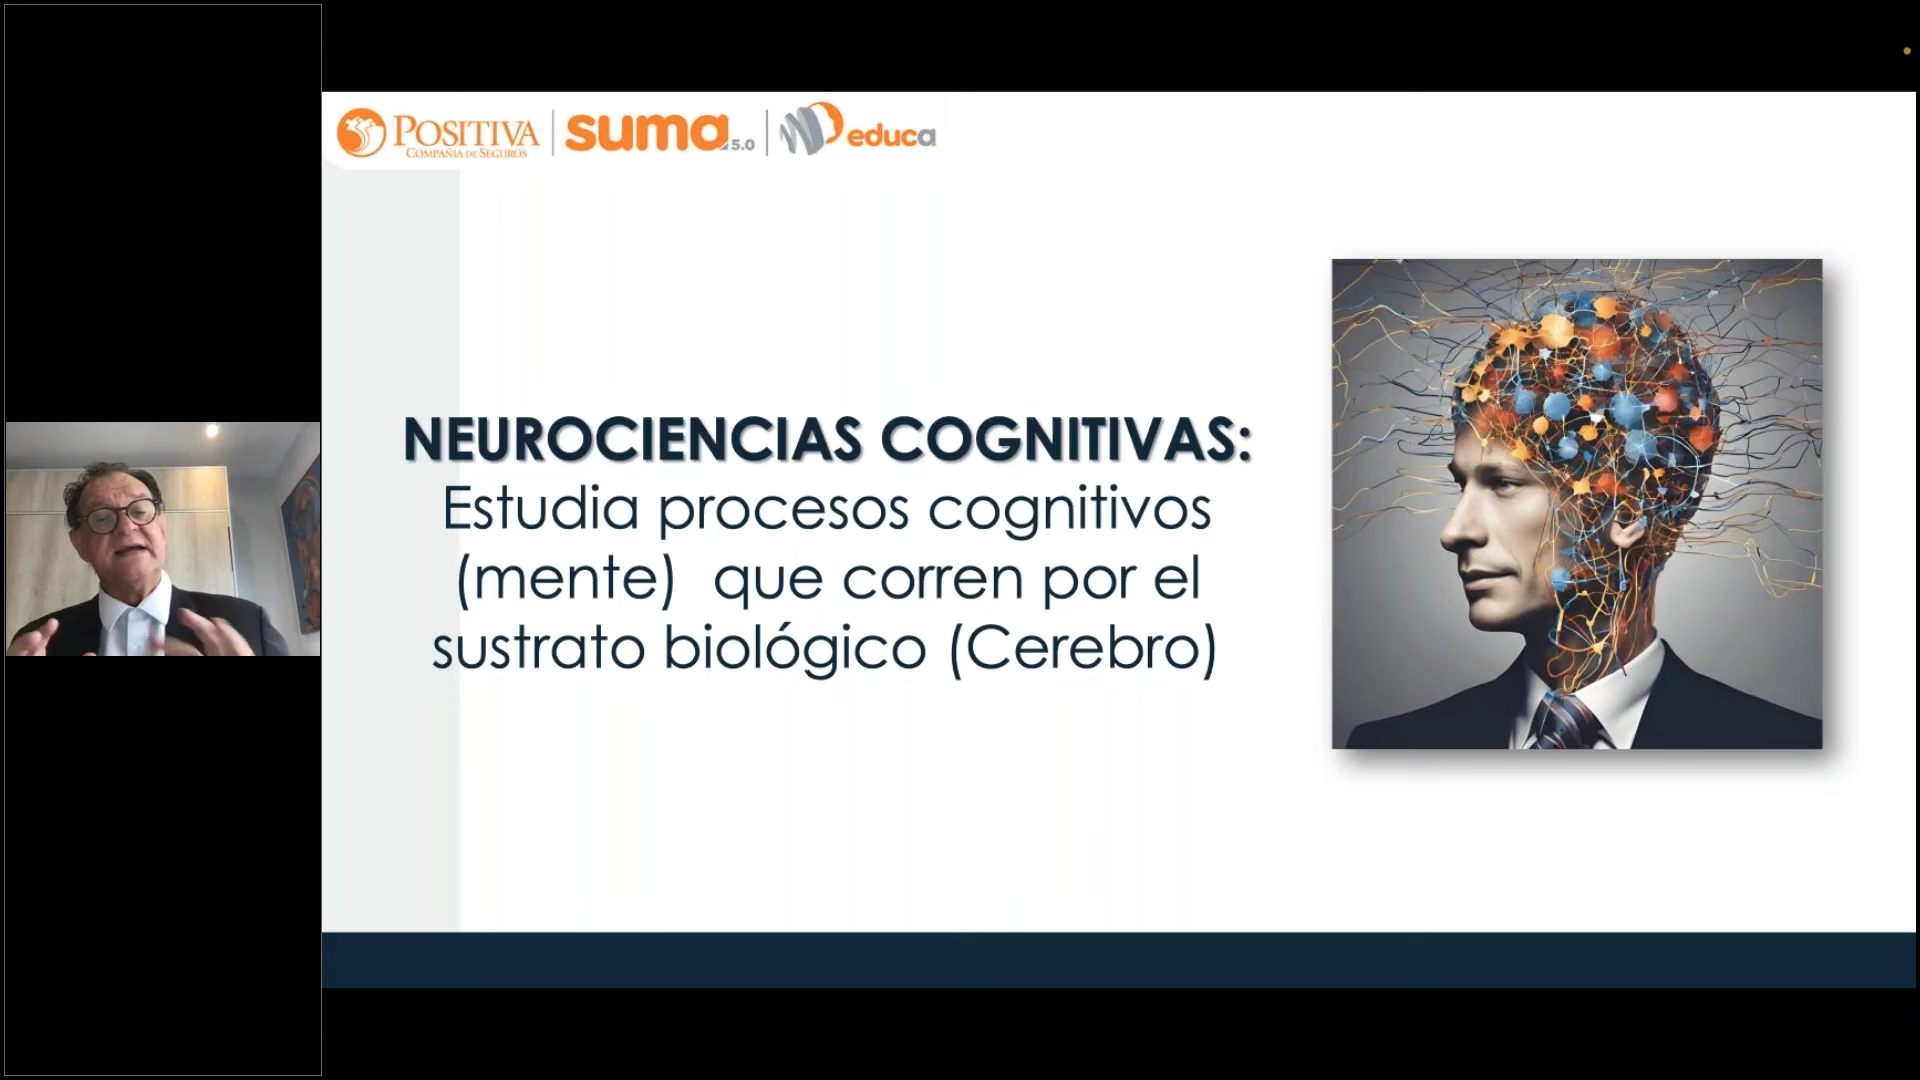 POSITIVA
COMPAÑIA DE SEGUROS
suma 5.0
educa
NEUROCIENCIAS COGNITIVAS:
Estudia procesos cognitivos
(mente) que corren por el
sustrato biológico (Cerebro)